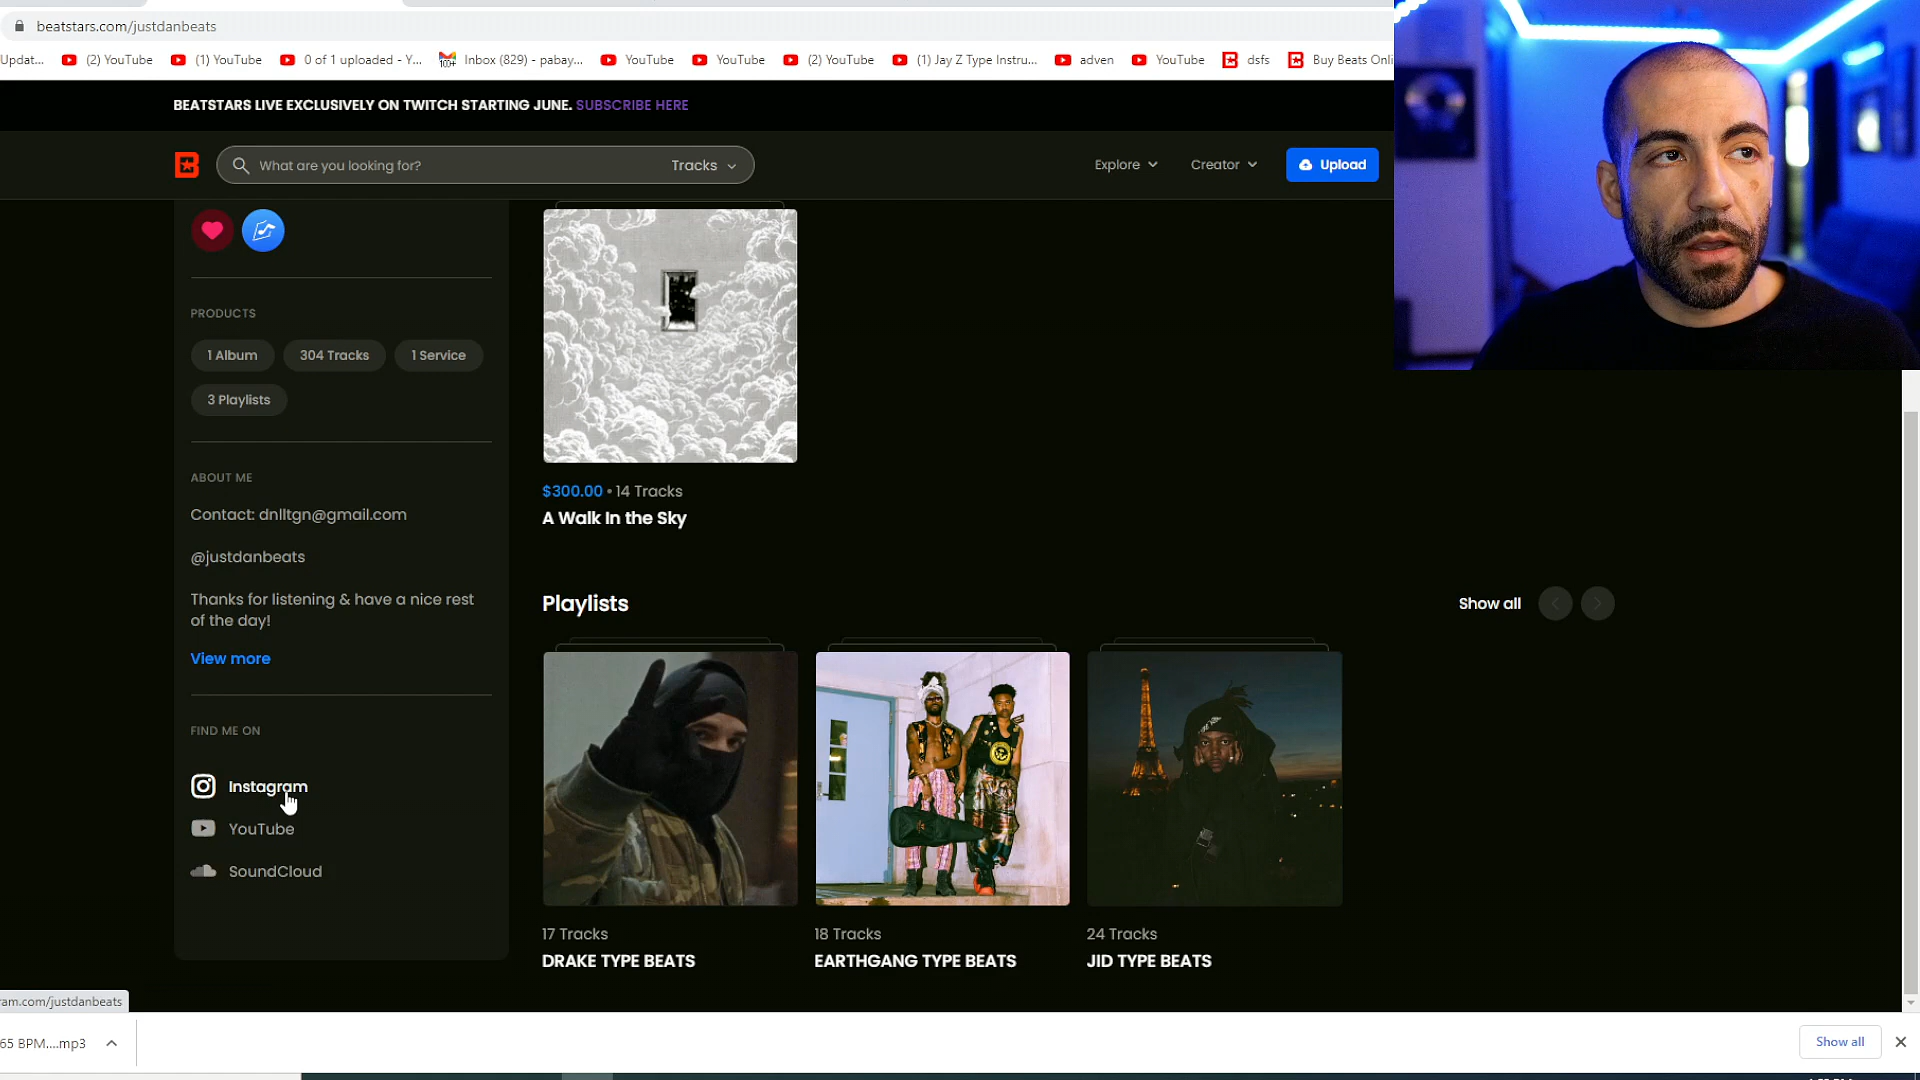 beatstars.com/justdanbeats
Updat... (2) YouTube (1) YouTube 0 of 1 uploaded - Y... Inbox (829) - pabay... YouTube YouTube (2) YouTube (1) Jay Z Type Instru... adven YouTube dsfs Buy Beats Onli
BEATSTARS LIVE EXCLUSIVELY ON TWITCH STARTING JUNE. SUBSCRIBE HERE
What are you looking for? Tracks Explore Creator Upload
PRODUCTS
1 Album 304 Tracks 1 Service
3 Playlists
ABOUT ME
Contact: dnlltgn@gmail.com
@justdanbeats
Thanks for listening & have a nice rest
of the day!
View more
FIND ME ON
Instagram
YouTube
SoundCloud
$300.00 • 14 Tracks
A Walk In the Sky
Playlists Show all
17 Tracks
DRAKE TYPE BEATS
18 Tracks
EARTHGANG TYPE BEATS
24 Tracks
JID TYPE BEATS
ram.com/justdanbeats
65 BPM....mp3
Show all